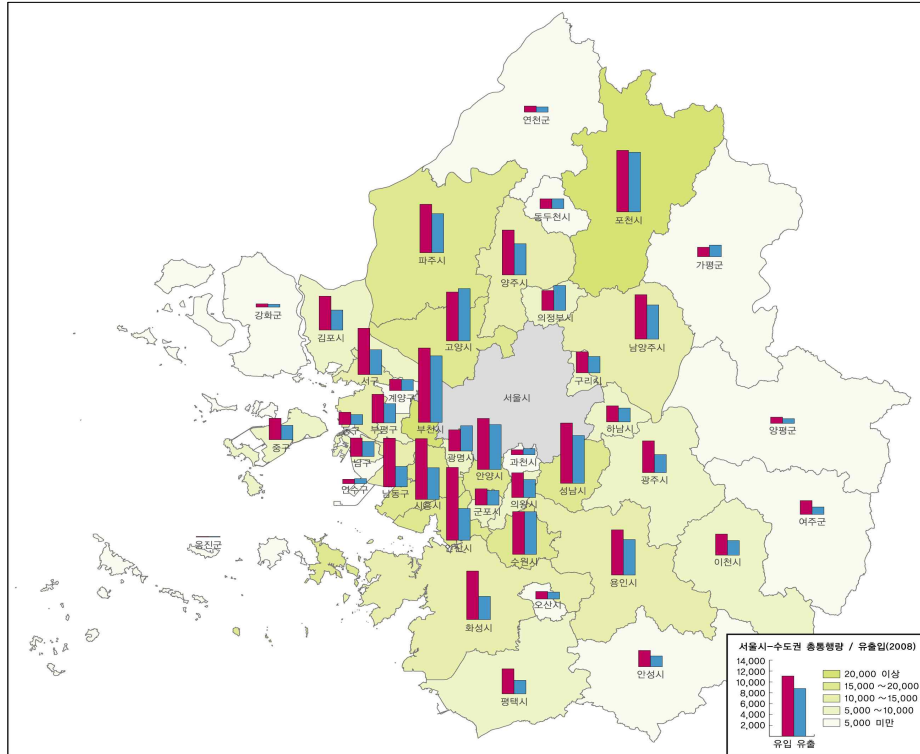 연천군
동두천시
포천시
파주시
양주시
가평군
강화군
김포시
고양시
의정부시
남양주시
서구
계양구
구리시
서울시
부평구
부천시
동구
중구
하남시
양평군
광명시
안양시
과천시
남구
성남시
광주시
연수구
남동구
시흥시
군포시
의왕시
여주군
안산시
수원시
옹진군
용인시
이천시
오산시
화성시
안성시
평택시
서울시-수도권 총통행량 / 유출입(2008)
14,000
12,000
10,000
8,000
6,000
4,000
2,000
유입 유출
20,000 이상
15,000 ~20,000
10,000 ~15,000
5,000 ~10,000
5,000 미만